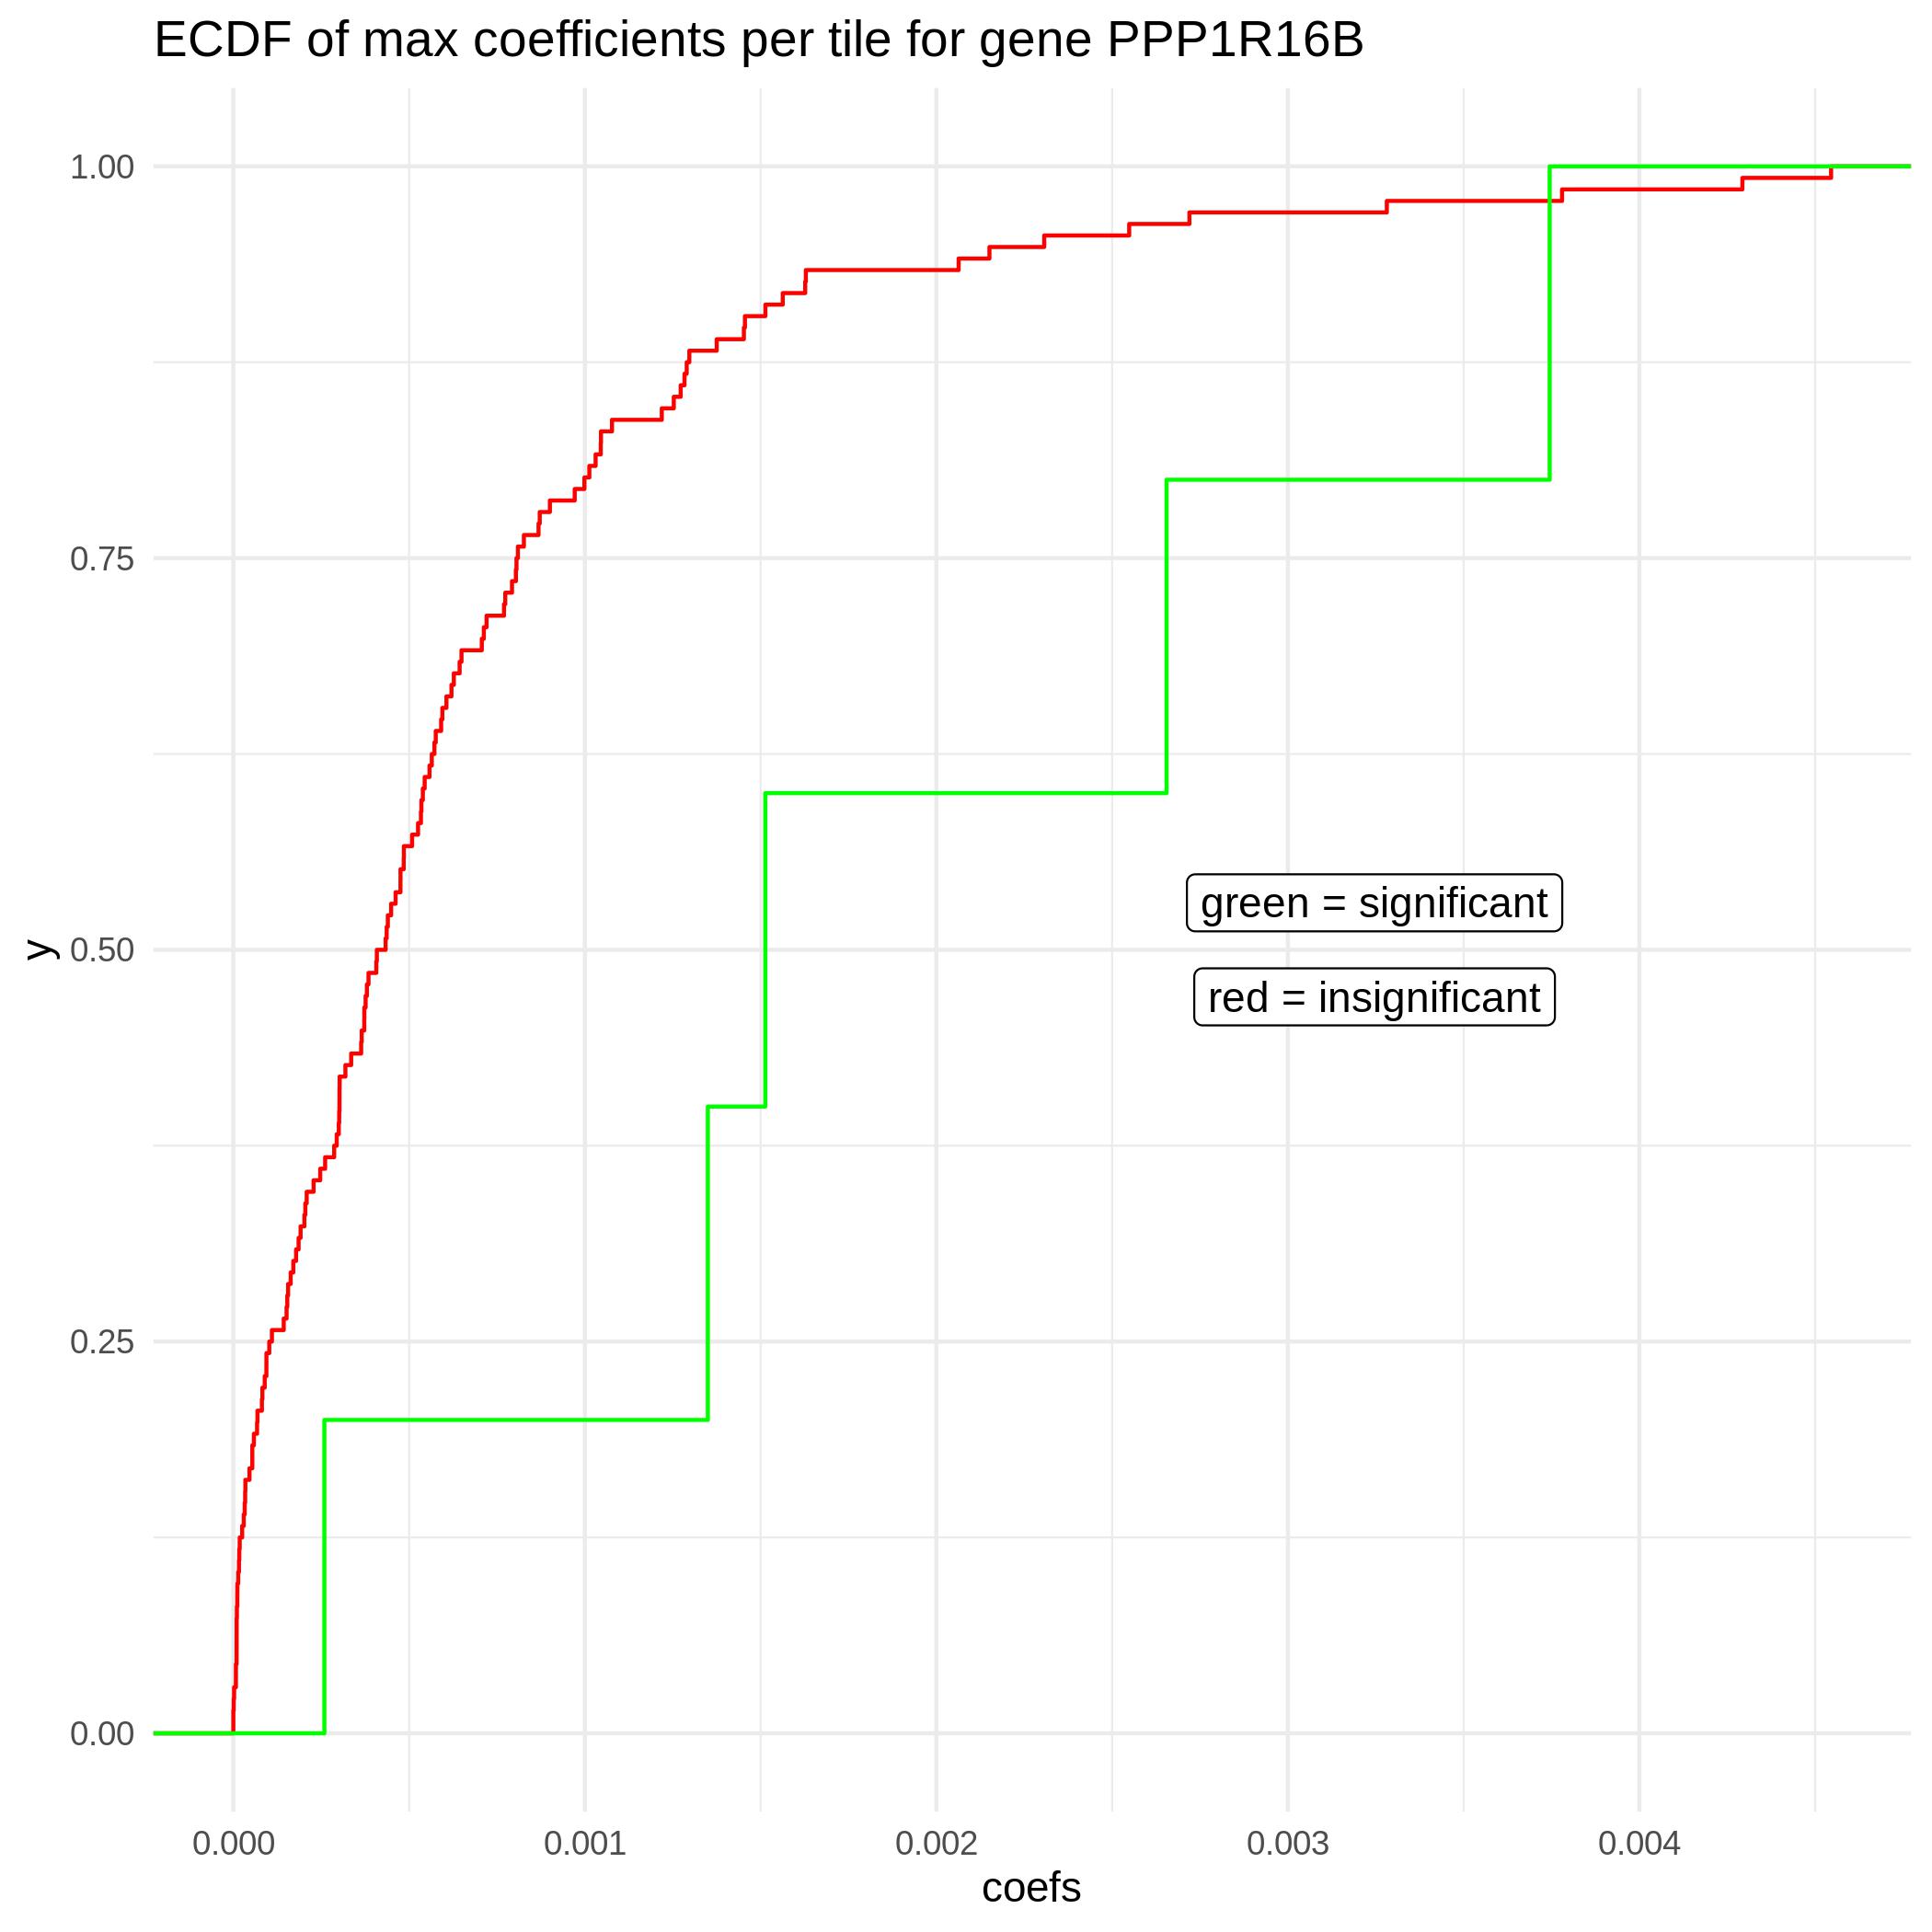 ECDF of max coefficients per tile for gene PPP1R16B
1.00
0.75
0.50
0.25
0.00
y
green = significant
red = insignificant
0.000 0.001 0.002 0.003 0.004
coefs